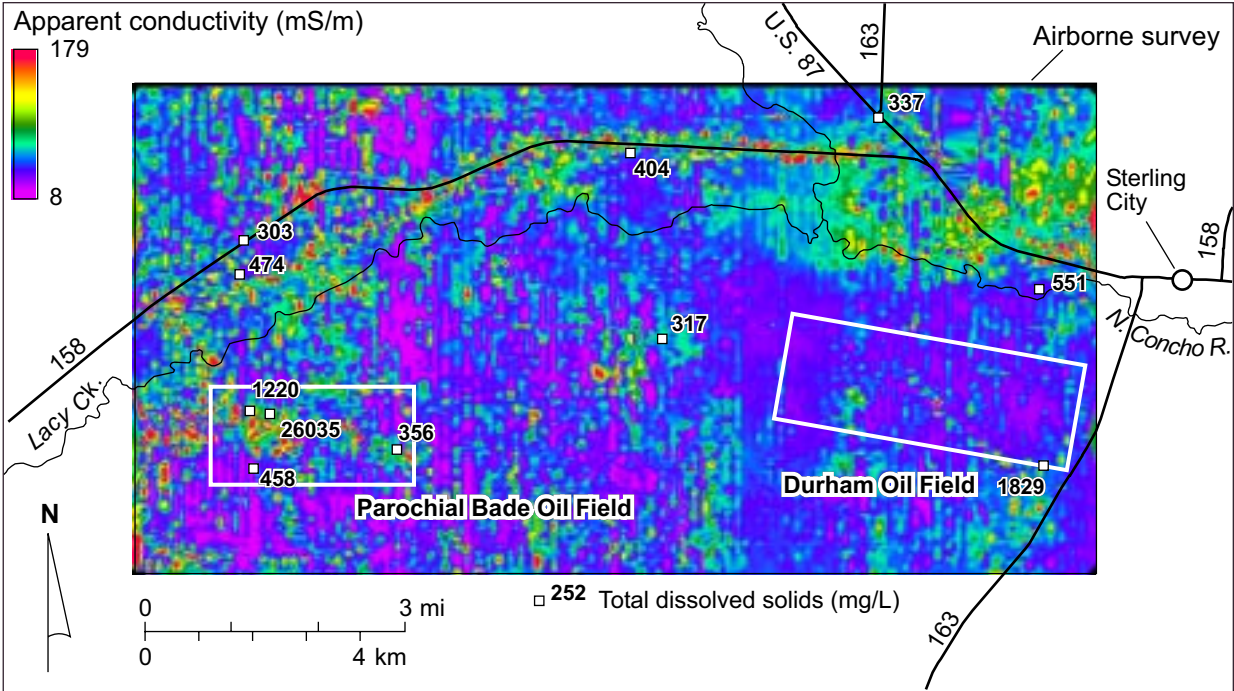 Apparent conductivity (mS/m)
179
8
U.S. 87
163
Airborne survey
337
404
Sterling
City
158
303
474
551
N. Concho R.
317
158
Lacy Ck.
1220
26035
356
458
Durham Oil Field
1829
Parochial Bade Oil Field
N
252 Total dissolved solids (mg/L)
0 3 mi
0 4 km
163